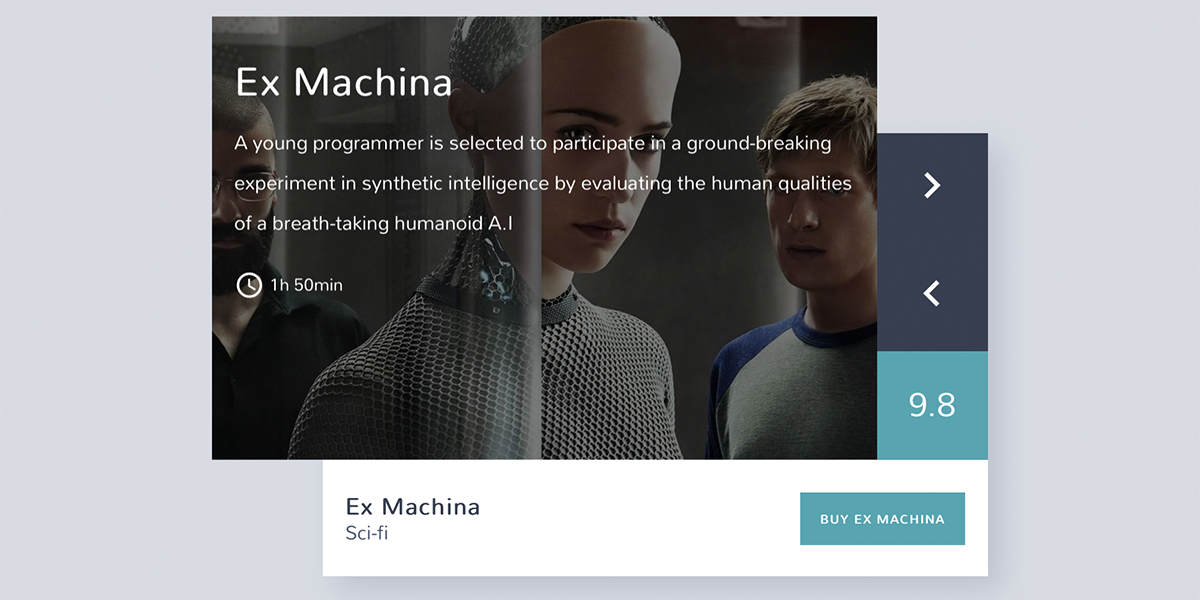 Ex Machina
A young programmer is selected to participate in a ground-breaking
experiment in synthetic intelligence by evaluating the human qualities
of a breath-taking humanoid A.I
1h 50min
9.8
Ex Machina
Sci-fi
BUY EX MACHINA